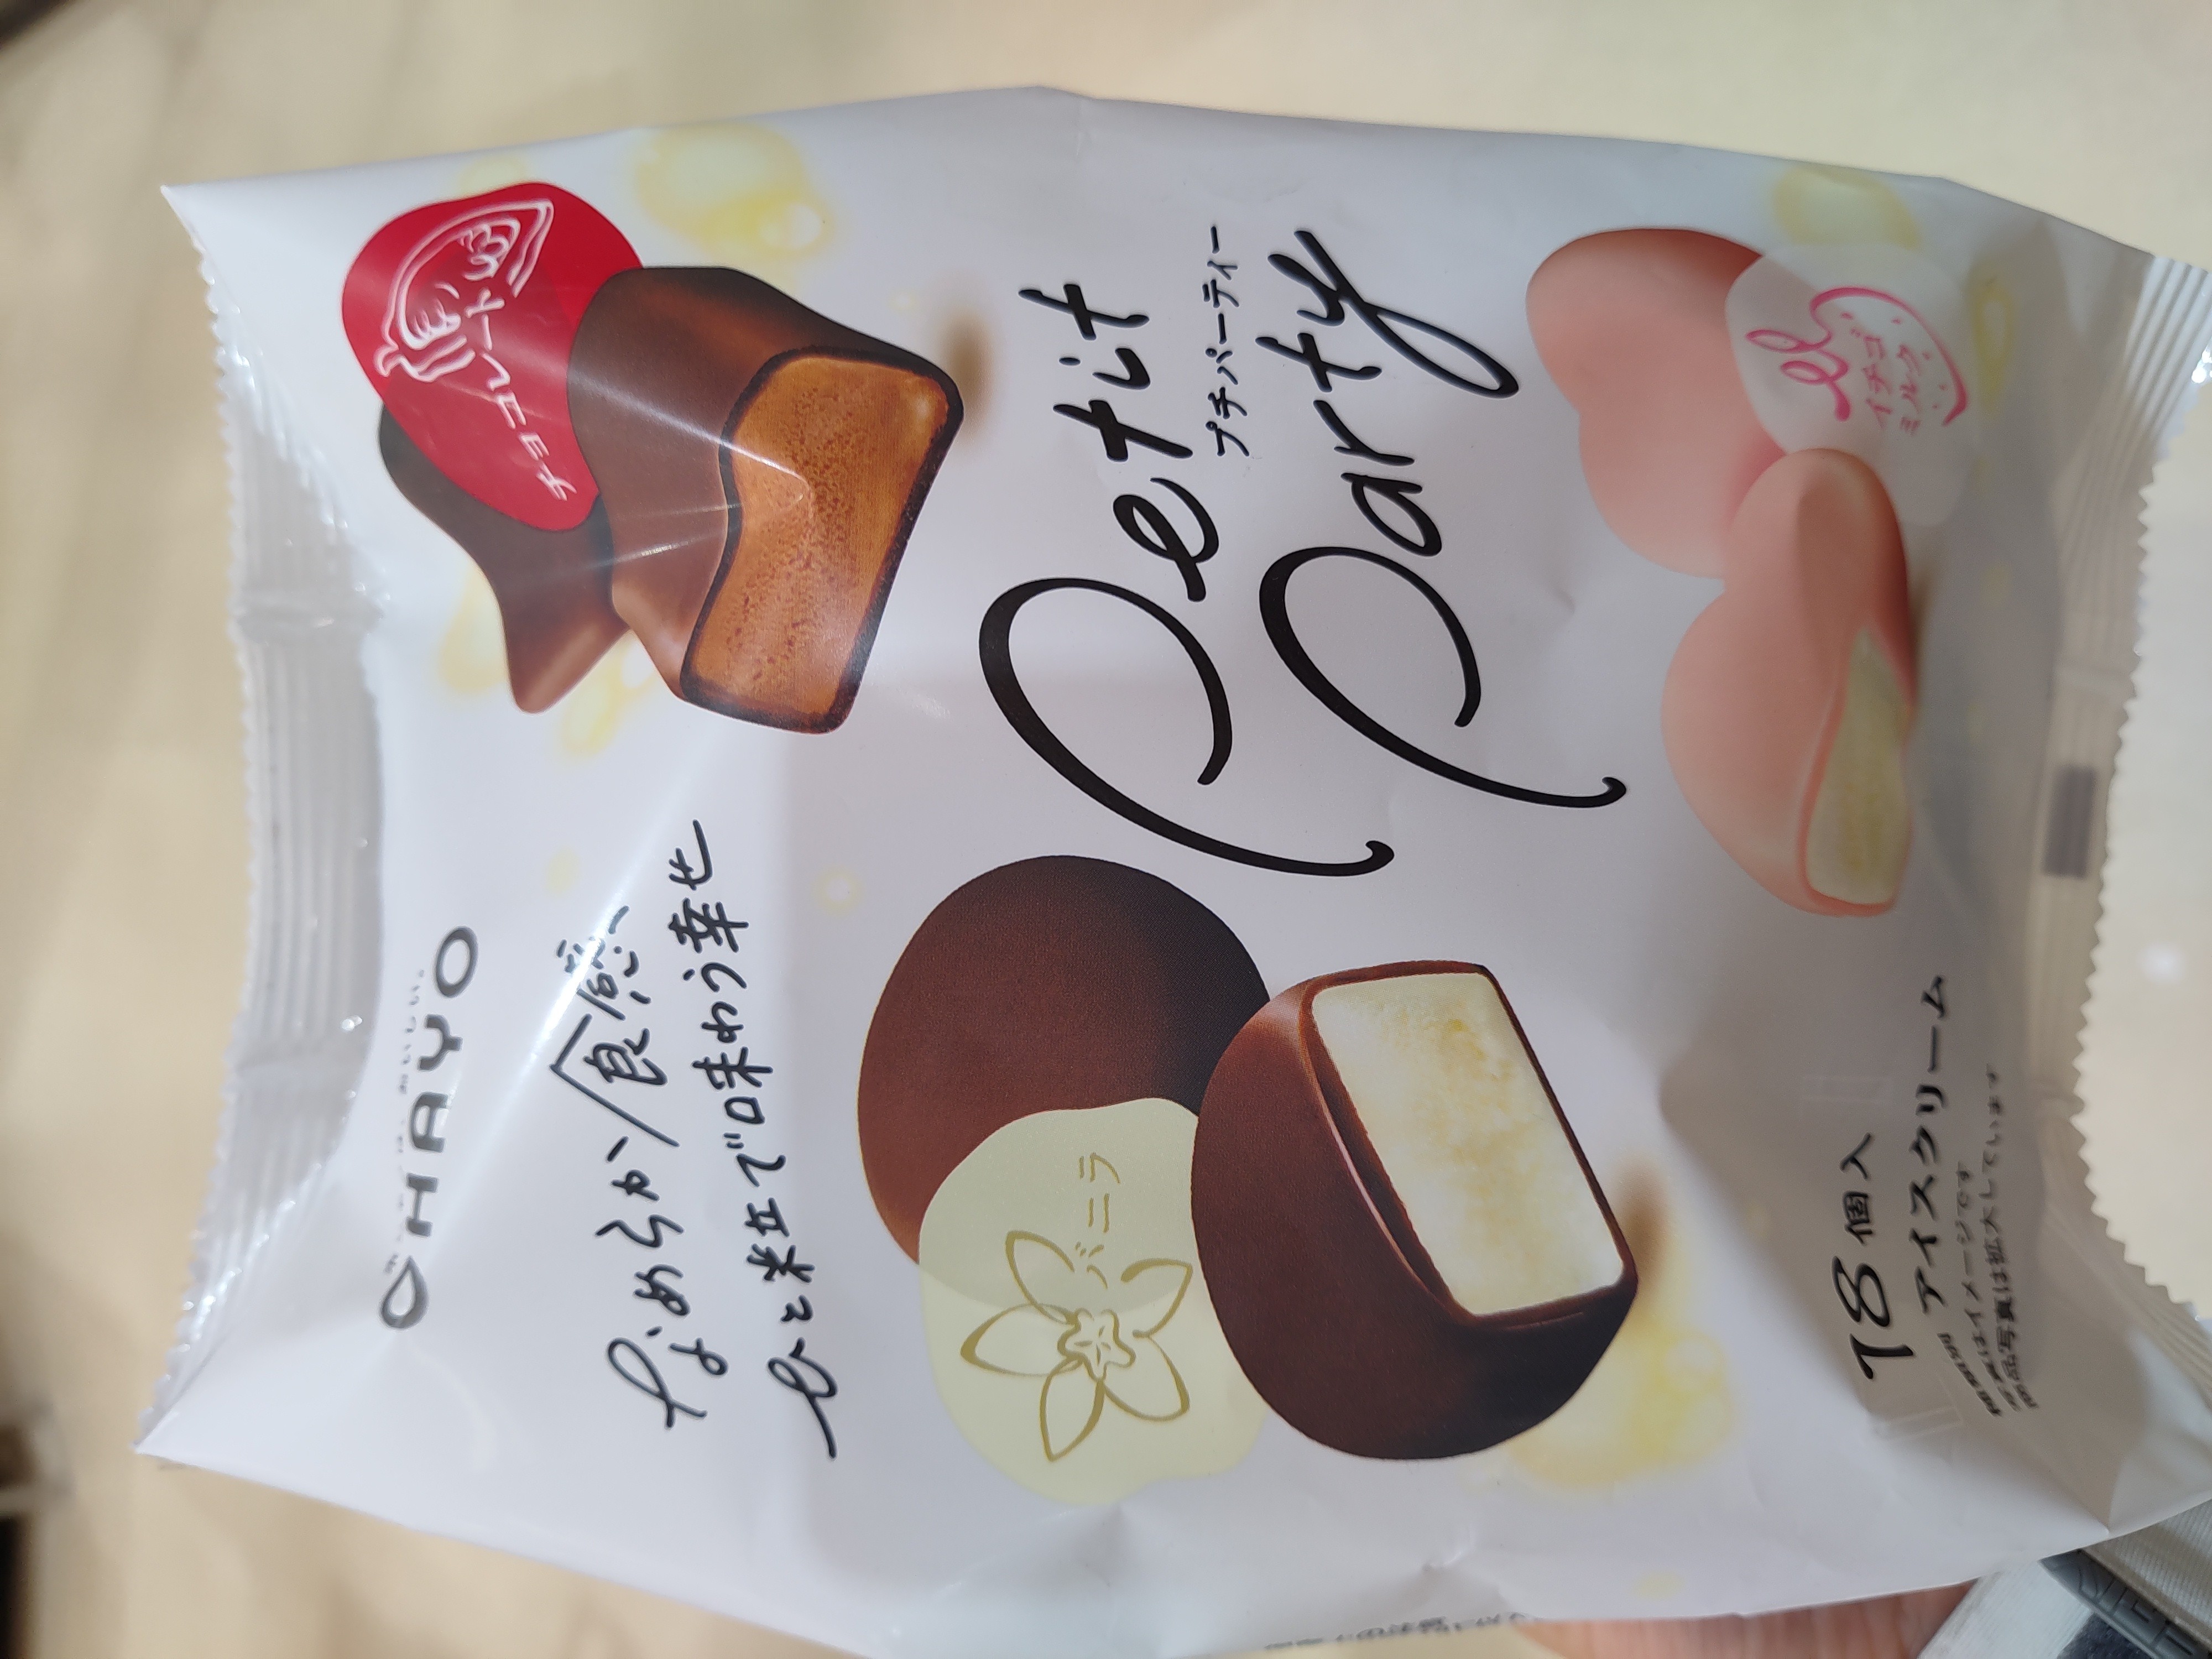 OHAYO
なめらか食感
ひと粒で味わう幸せ
チョコレート
Petit
プチパーティー
Party
バニラ
イチゴ
ミルク
18個入
種類別 アイスクリーム
写真はイメージです
商品写真は拡大しています